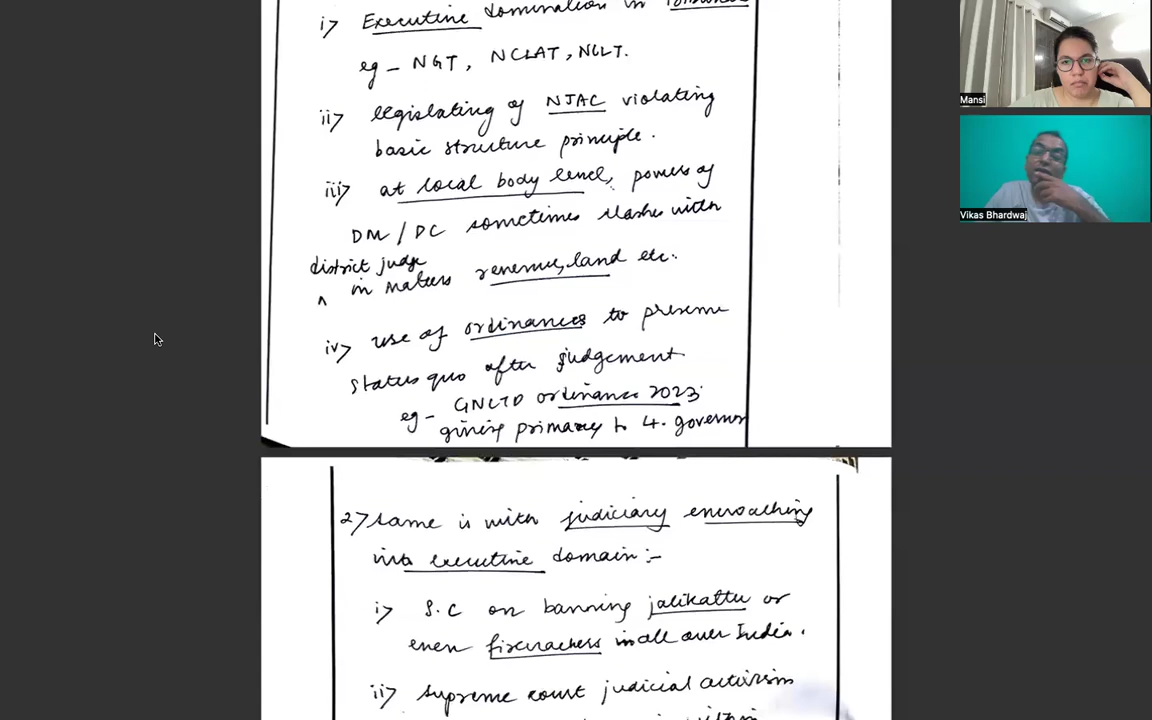 i> Executive domination in
eg - NGT, NCLAT, NCLT.
ii> legislating of NJAC violating
basic structure principle.
iii> at local body level, powers of
DM / DC sometimes clashes with
district judge
^ in matters revenue, land etc.
iv> use of ordinances to preserve
status quo after judgement
eg - GNCTD ordinance 2023
giving primacy to L. governor
2> same is with judiciary encroaching
into executive domain :-
i> S.C on banning jalikattu or
even firecrackers in all over India.
ii> supreme court judicial activism
within
Mansi
Vikas Bhardwaj